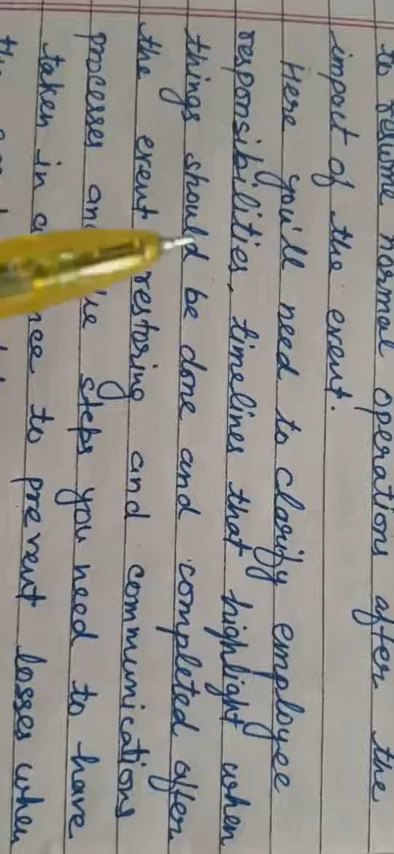 to resume normal operations after the
impact of the event.
Here you'll need to clarify employee
responsibilities, timelines that highlight when
things should be done and completed after
the event restoring and communications
processes steps you need to have
taken in to prevent losses when